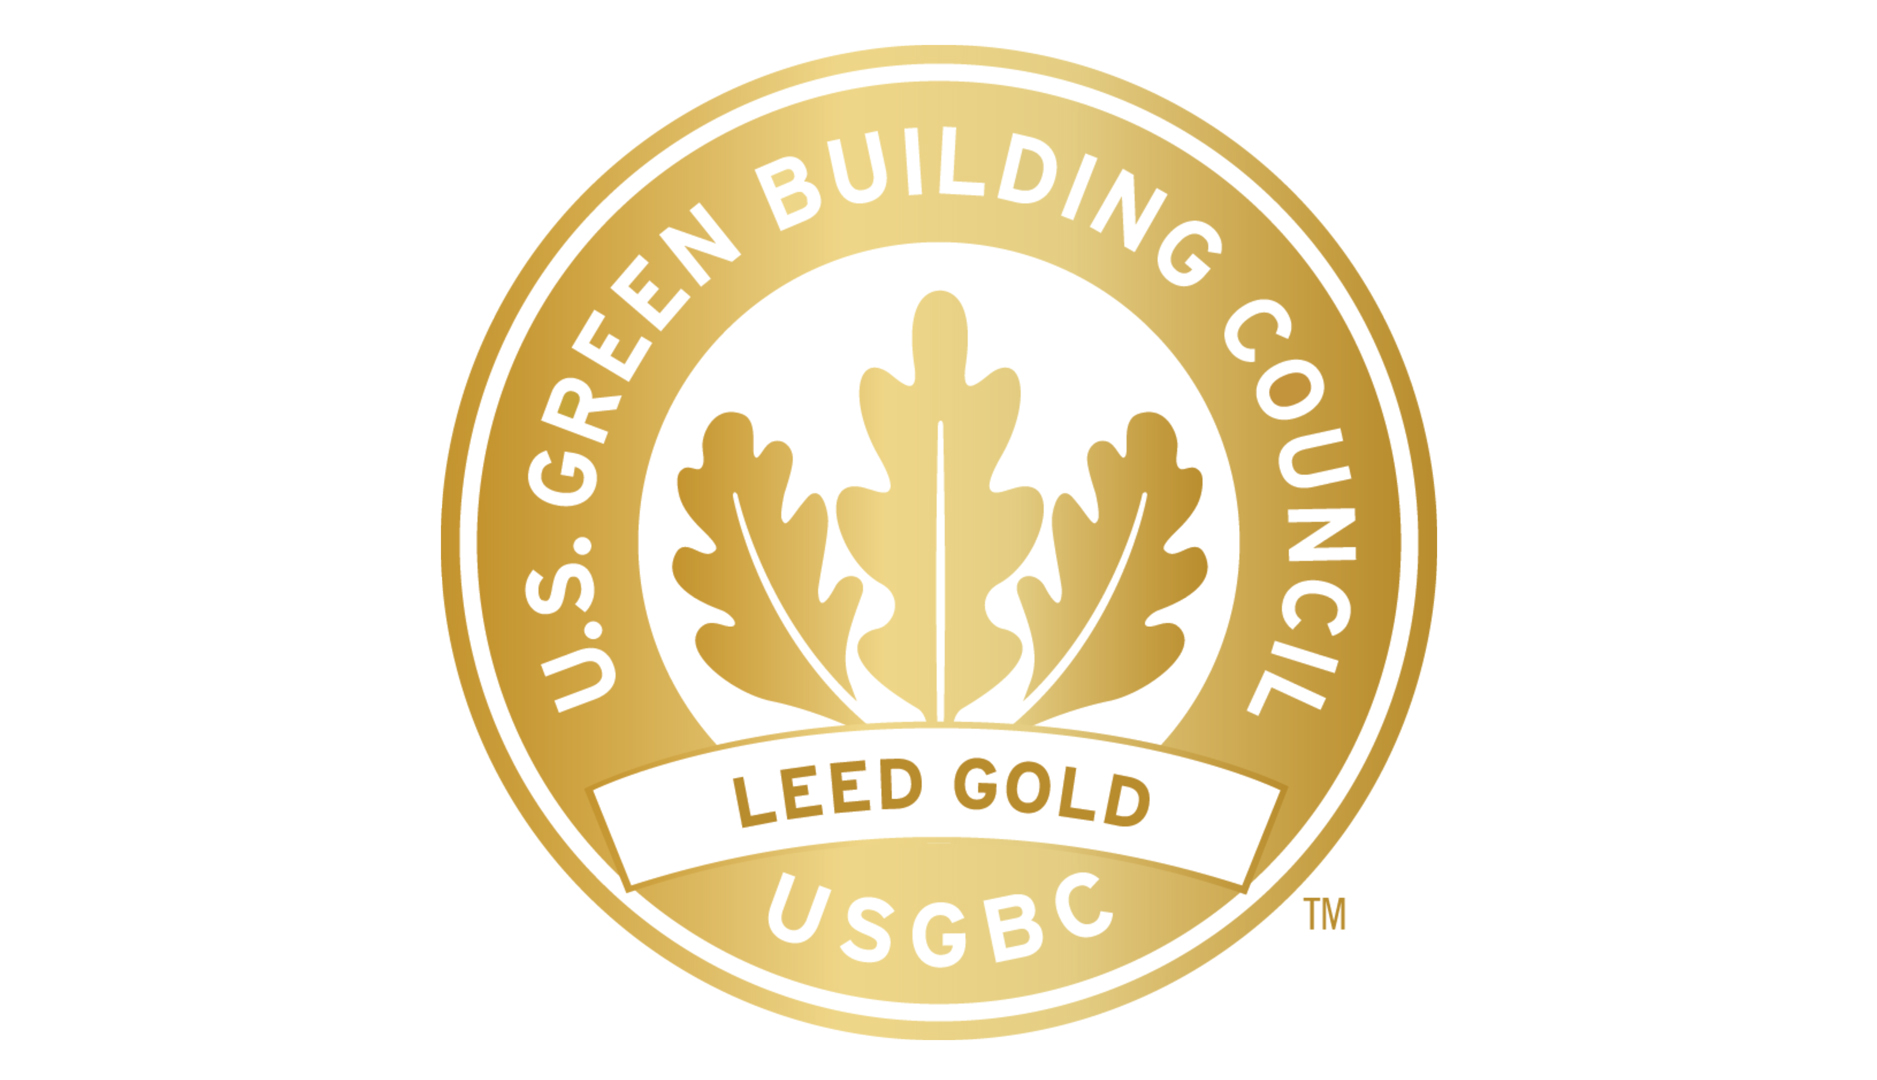 U.S. GREEN BUILDING COUNCIL
LEED GOLD
USGBC
TM